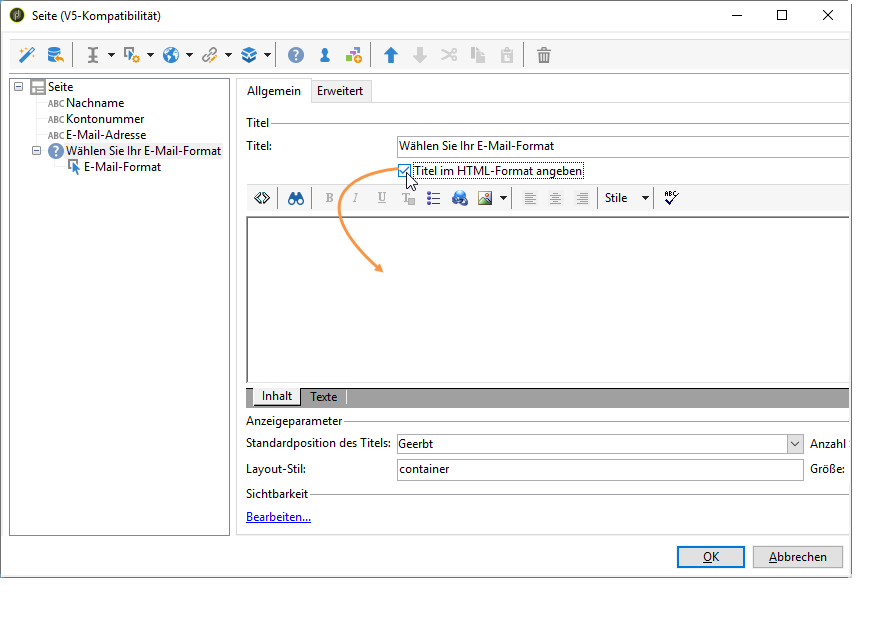 Seite (V5-Kompatibilität)
Seite
ABC Nachname
ABC Kontonummer
ABC E-Mail-Adresse
? Wählen Sie Ihr E-Mail-Format
E-Mail-Format
Allgemein Erweitert
Titel
Titel: Wählen Sie Ihr E-Mail-Format
Titel im HTML-Format angeben
B I U T Stile ABC
Inhalt Texte
Anzeigeparameter
Standardposition des Titels: Geerbt Anzahl
Layout-Stil: container Größe:
Sichtbarkeit
Bearbeiten...
OK Abbrechen